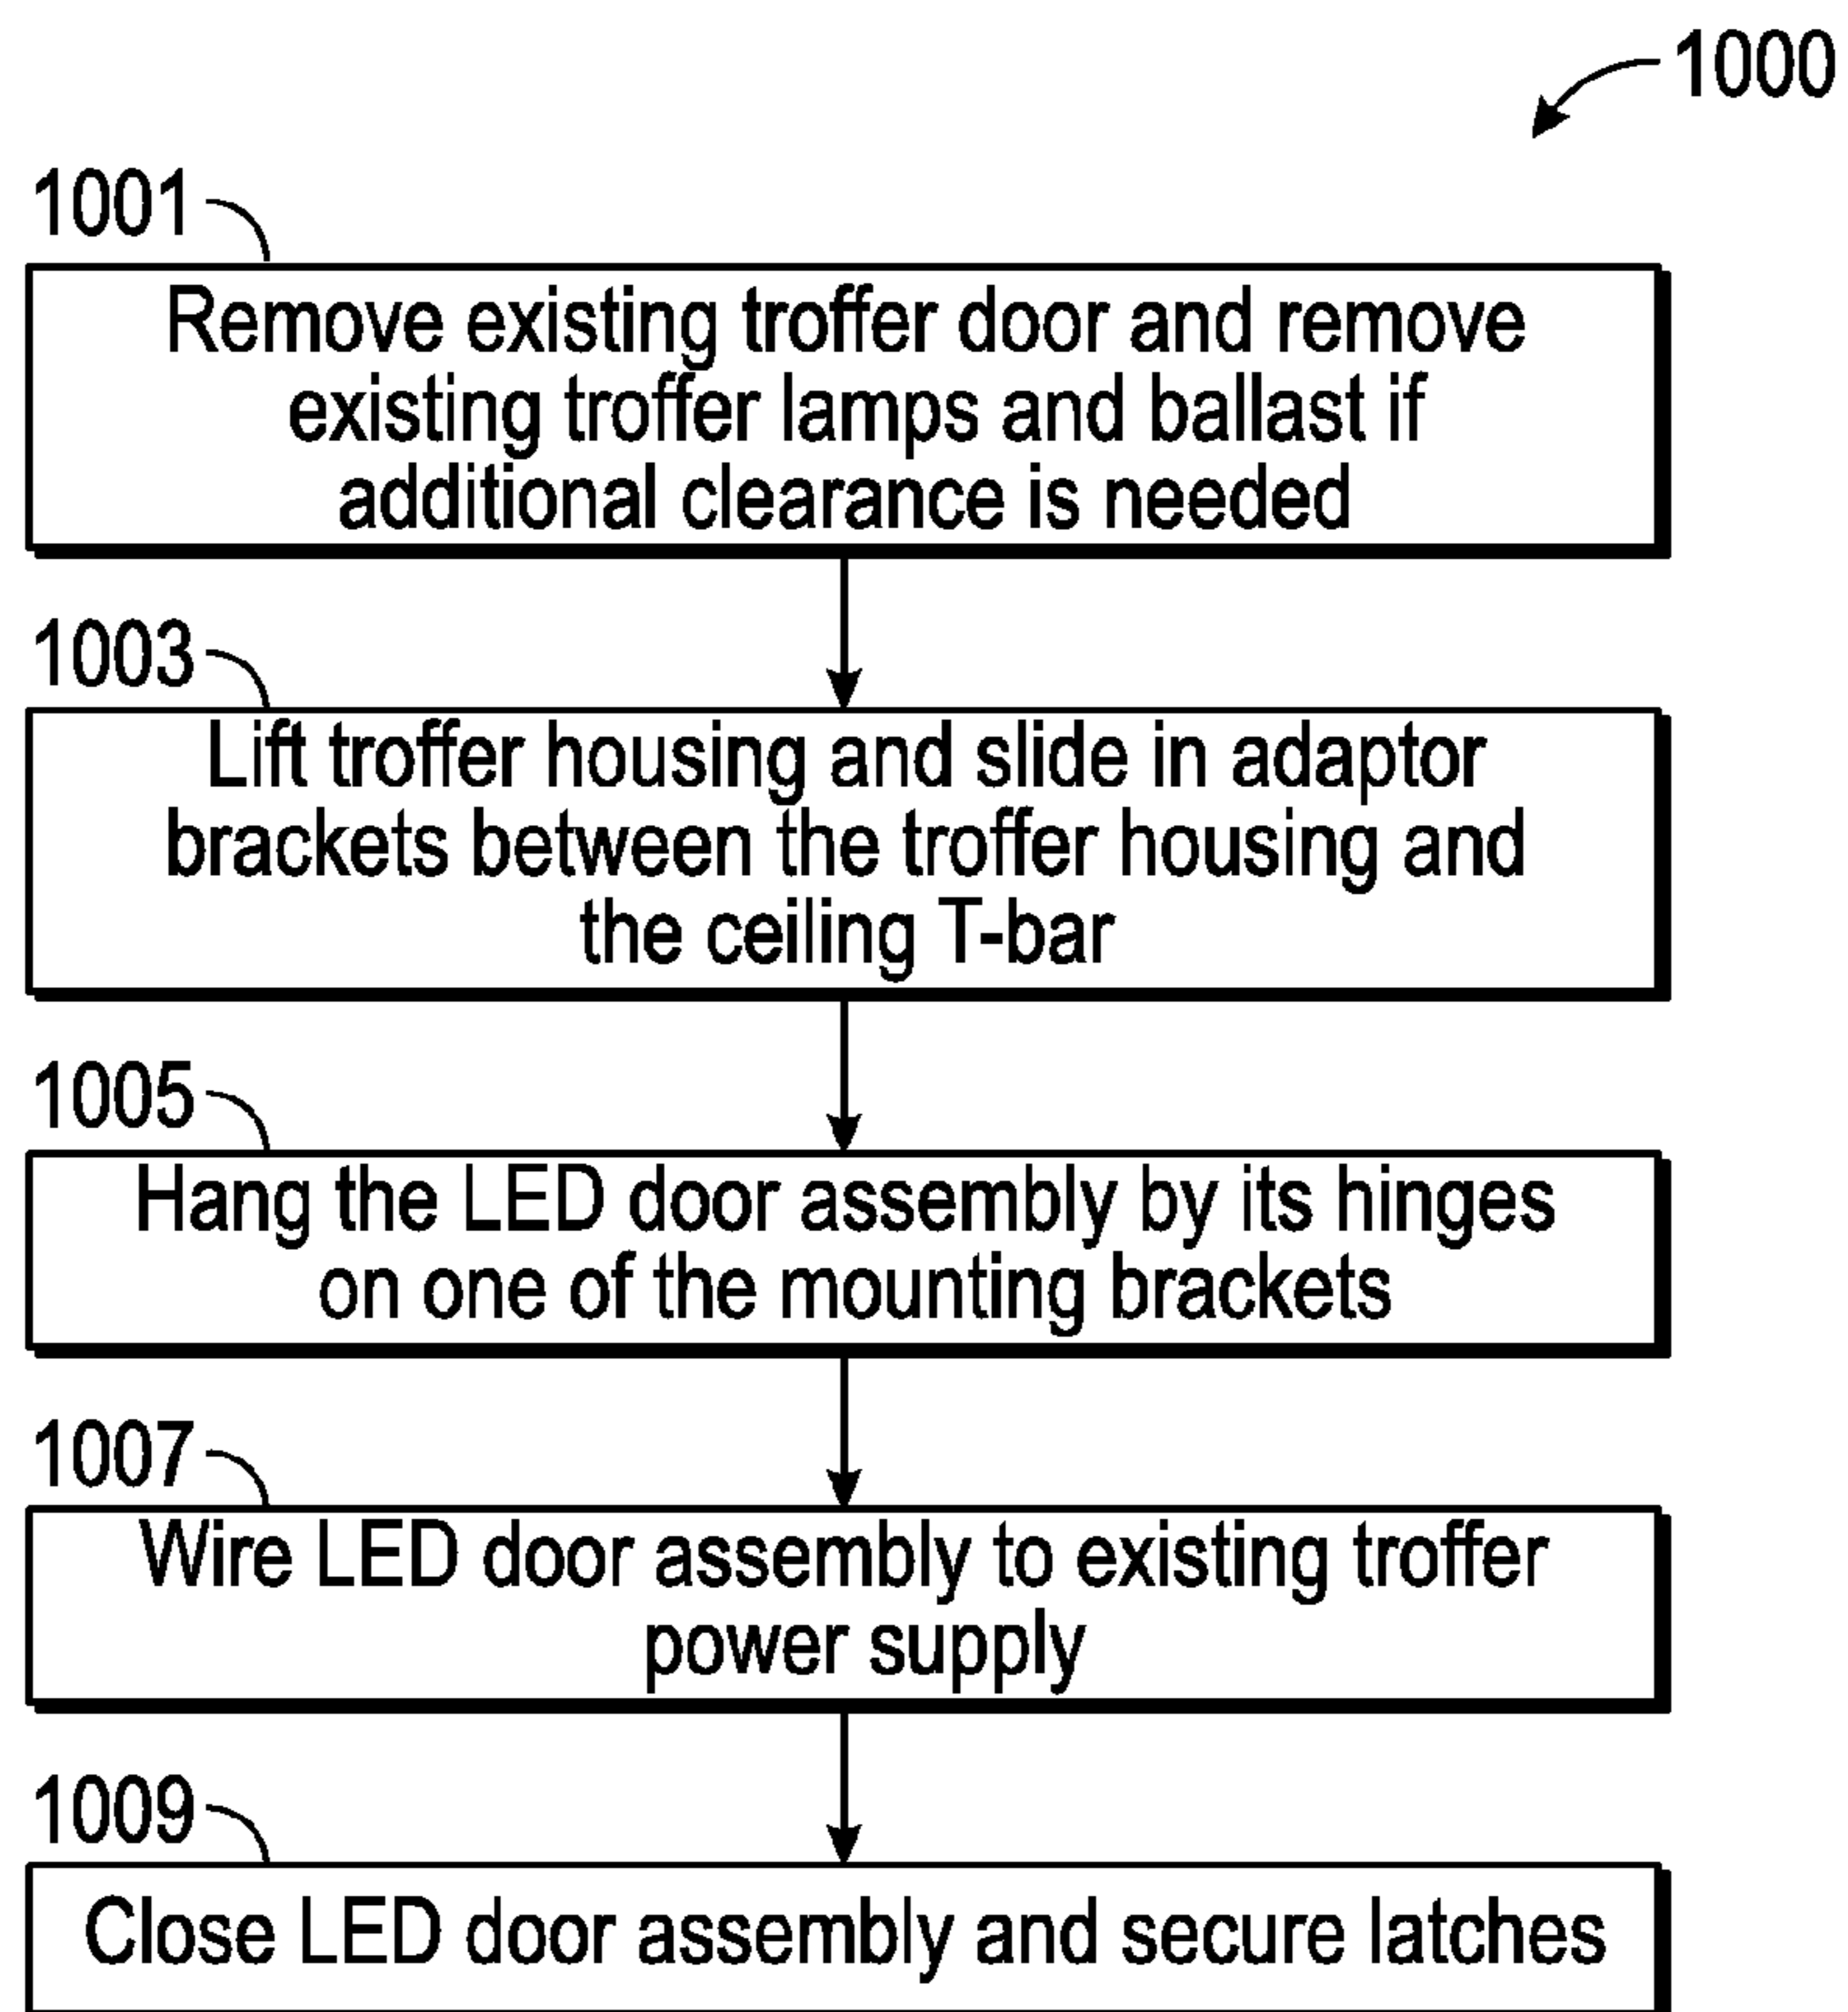 1000
1001
Remove existing troffer door and remove
existing troffer lamps and ballast if
additional clearance is needed
1003
Lift troffer housing and slide in adaptor
brackets between the troffer housing and
the ceiling T-bar
1005
Hang the LED door assembly by its hinges
on one of the mounting brackets
1007
Wire LED door assembly to existing troffer
power supply
1009
Close LED door assembly and secure latches